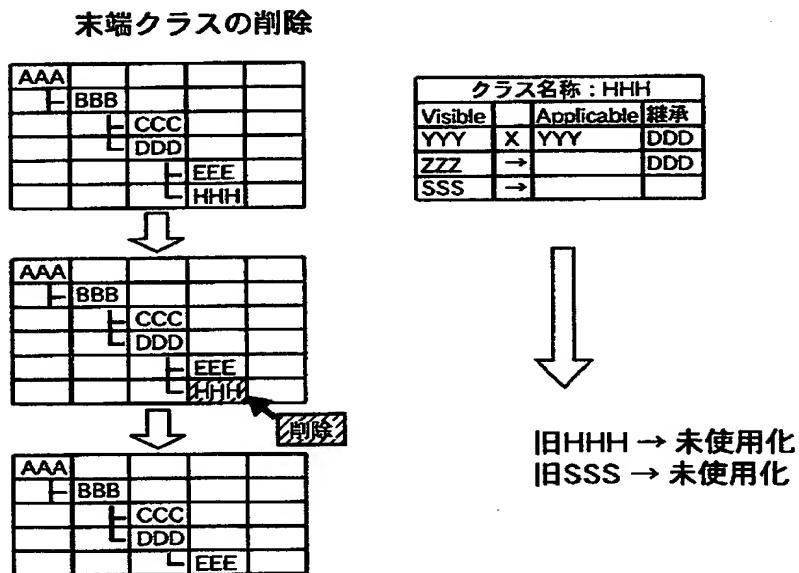 末端クラスの削除
AAA
BBB
CCC
DDD
EEE
HHH
AAA
BBB
CCC
DDD
EEE
HHH
削除
AAA
BBB
CCC
DDD
EEE
クラス名称:HHH
Visible Applicable 継承
YYY X YYY DDD
ZZZ → DDD
SSS →
旧HHH → 未使用化
旧SSS → 未使用化